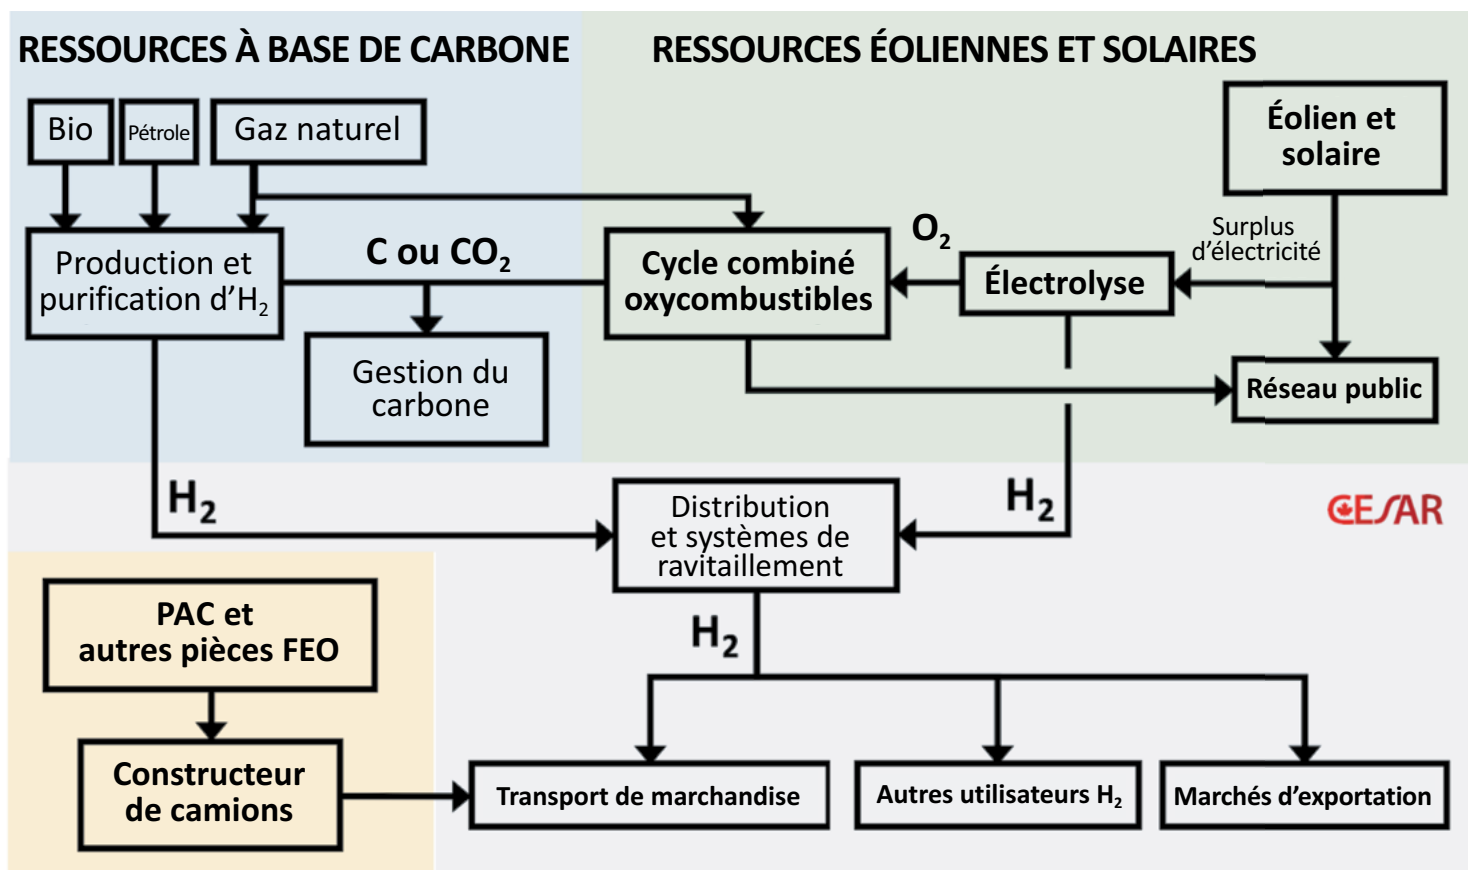 RESSOURCES À BASE DE CARBONE
RESSOURCES ÉOLIENNES ET SOLAIRES
Bio
Pétrole
Gaz naturel
Éolien et
solaire
Production et
purification d’H₂
C ou CO₂
Cycle combiné
oxycombustibles
O₂
Électrolyse
Surplus
d’électricité
Gestion du
carbone
Réseau public
H₂
Distribution
et systèmes de
ravitaillement
H₂
CESAR
PAC et
autres pièces FEO
H₂
Constructeur
de camions
Transport de marchandise
Autres utilisateurs H₂
Marchés d’exportation